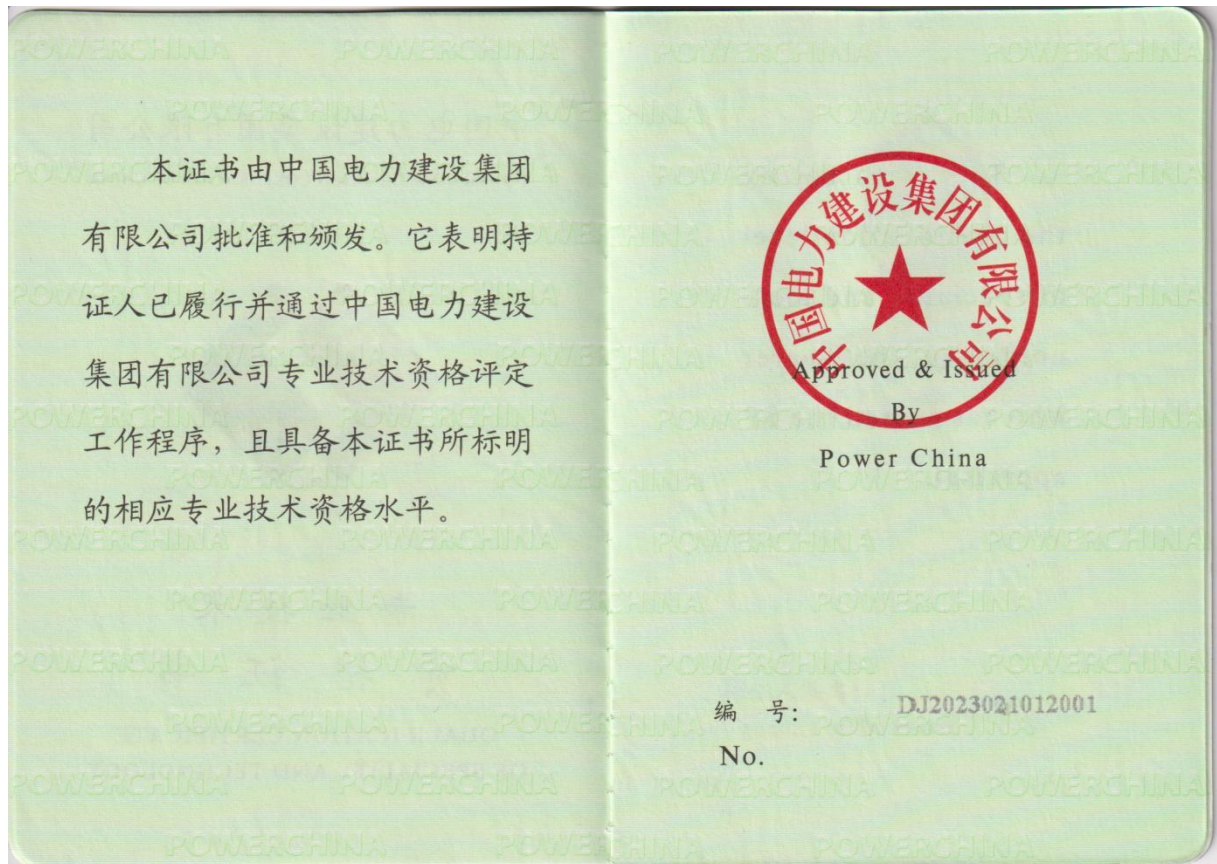 本证书由中国电力建设集团
有限公司批准和颁发。它表明持
证人已履行并通过中国电力建设
集团有限公司专业技术资格评定
工作程序，且具备本证书所标明
的相应专业技术资格水平。
中国电力建设集团有限公司
Approved & Issued
By
Power China
编 号: DJ2023021012001
No.
POWERCHINA